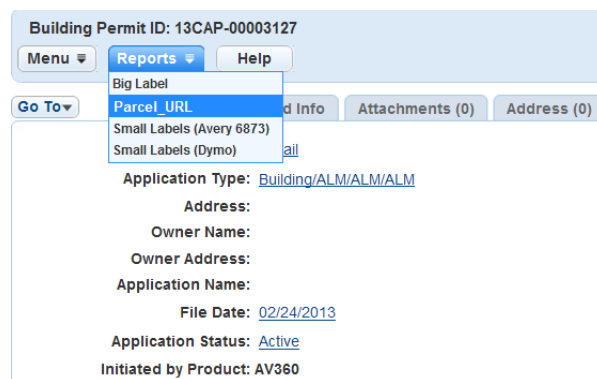 Building Permit ID: 13CAP-00003127
Menu Reports Help
Big Label
Go To Parcel_URL Info Attachments (0) Address (0)
Small Labels (Avery 6873)
Small Labels (Dymo)
Application Type: Building/ALM/ALM/ALM
Address:
Owner Name:
Owner Address:
Application Name:
File Date: 02/24/2013
Application Status: Active
Initiated by Product: AV360